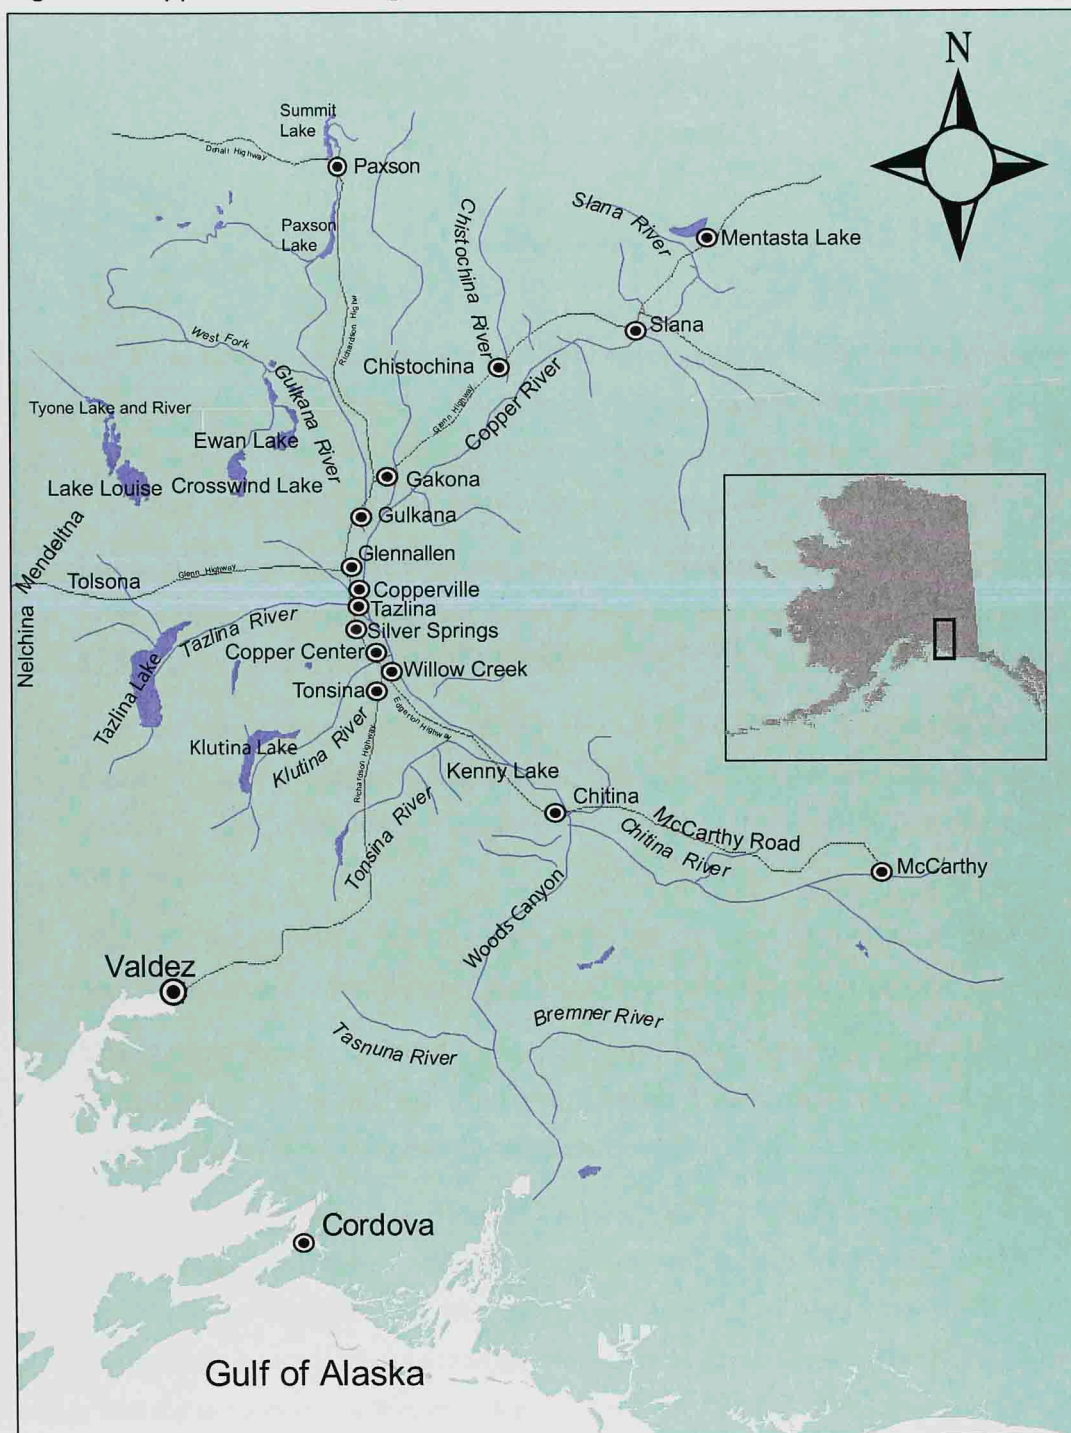 N
Summit
Lake
Denali Highway
Paxson
Slana River
Chistochina River
Paxson
Lake
Mentasta Lake
Richardson Highw
Slana
West Fork
Chistochina
Gulkana River
Glenn Highway
Copper River
Tyone Lake and River
Ewan Lake
Lake Louise
Crosswind Lake
Gakona
Gulkana
Mendeltna
Glennallen
Tolsona
Glenn Highway
Copperville
Tazlina
Nelchina
Tazlina River
Silver Springs
Copper Center
Willow Creek
Tazlina Lake
Tonsina
Edgerton Highway
Klutina Lake
Klutina River
Richardson Highway
Kenny Lake
Chitina
Tonsina River
McCarthy Road
Chitina River
McCarthy
Woods Canyon
Valdez
Bremner River
Tasnuna River
Cordova
Gulf of Alaska